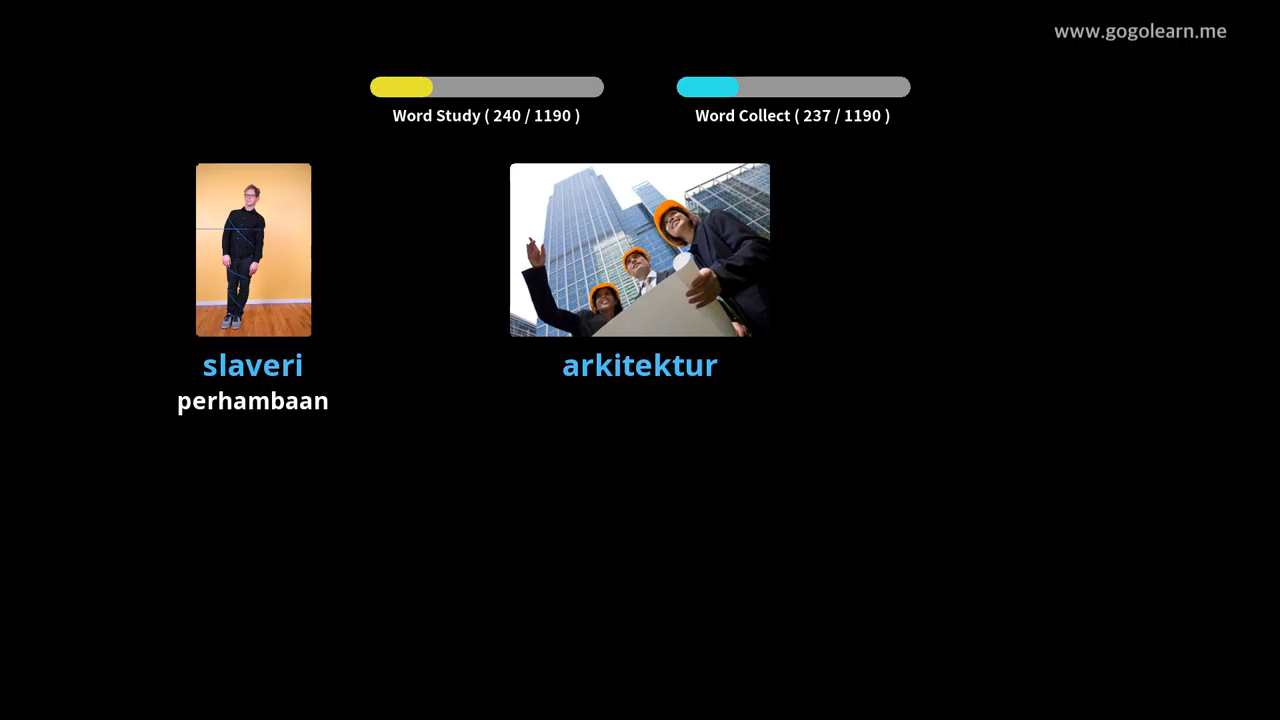 www.gogolearn.me
Word Study ( 240 / 1190 )
Word Collect ( 237 / 1190 )
slaveri
perhambaan
arkitektur